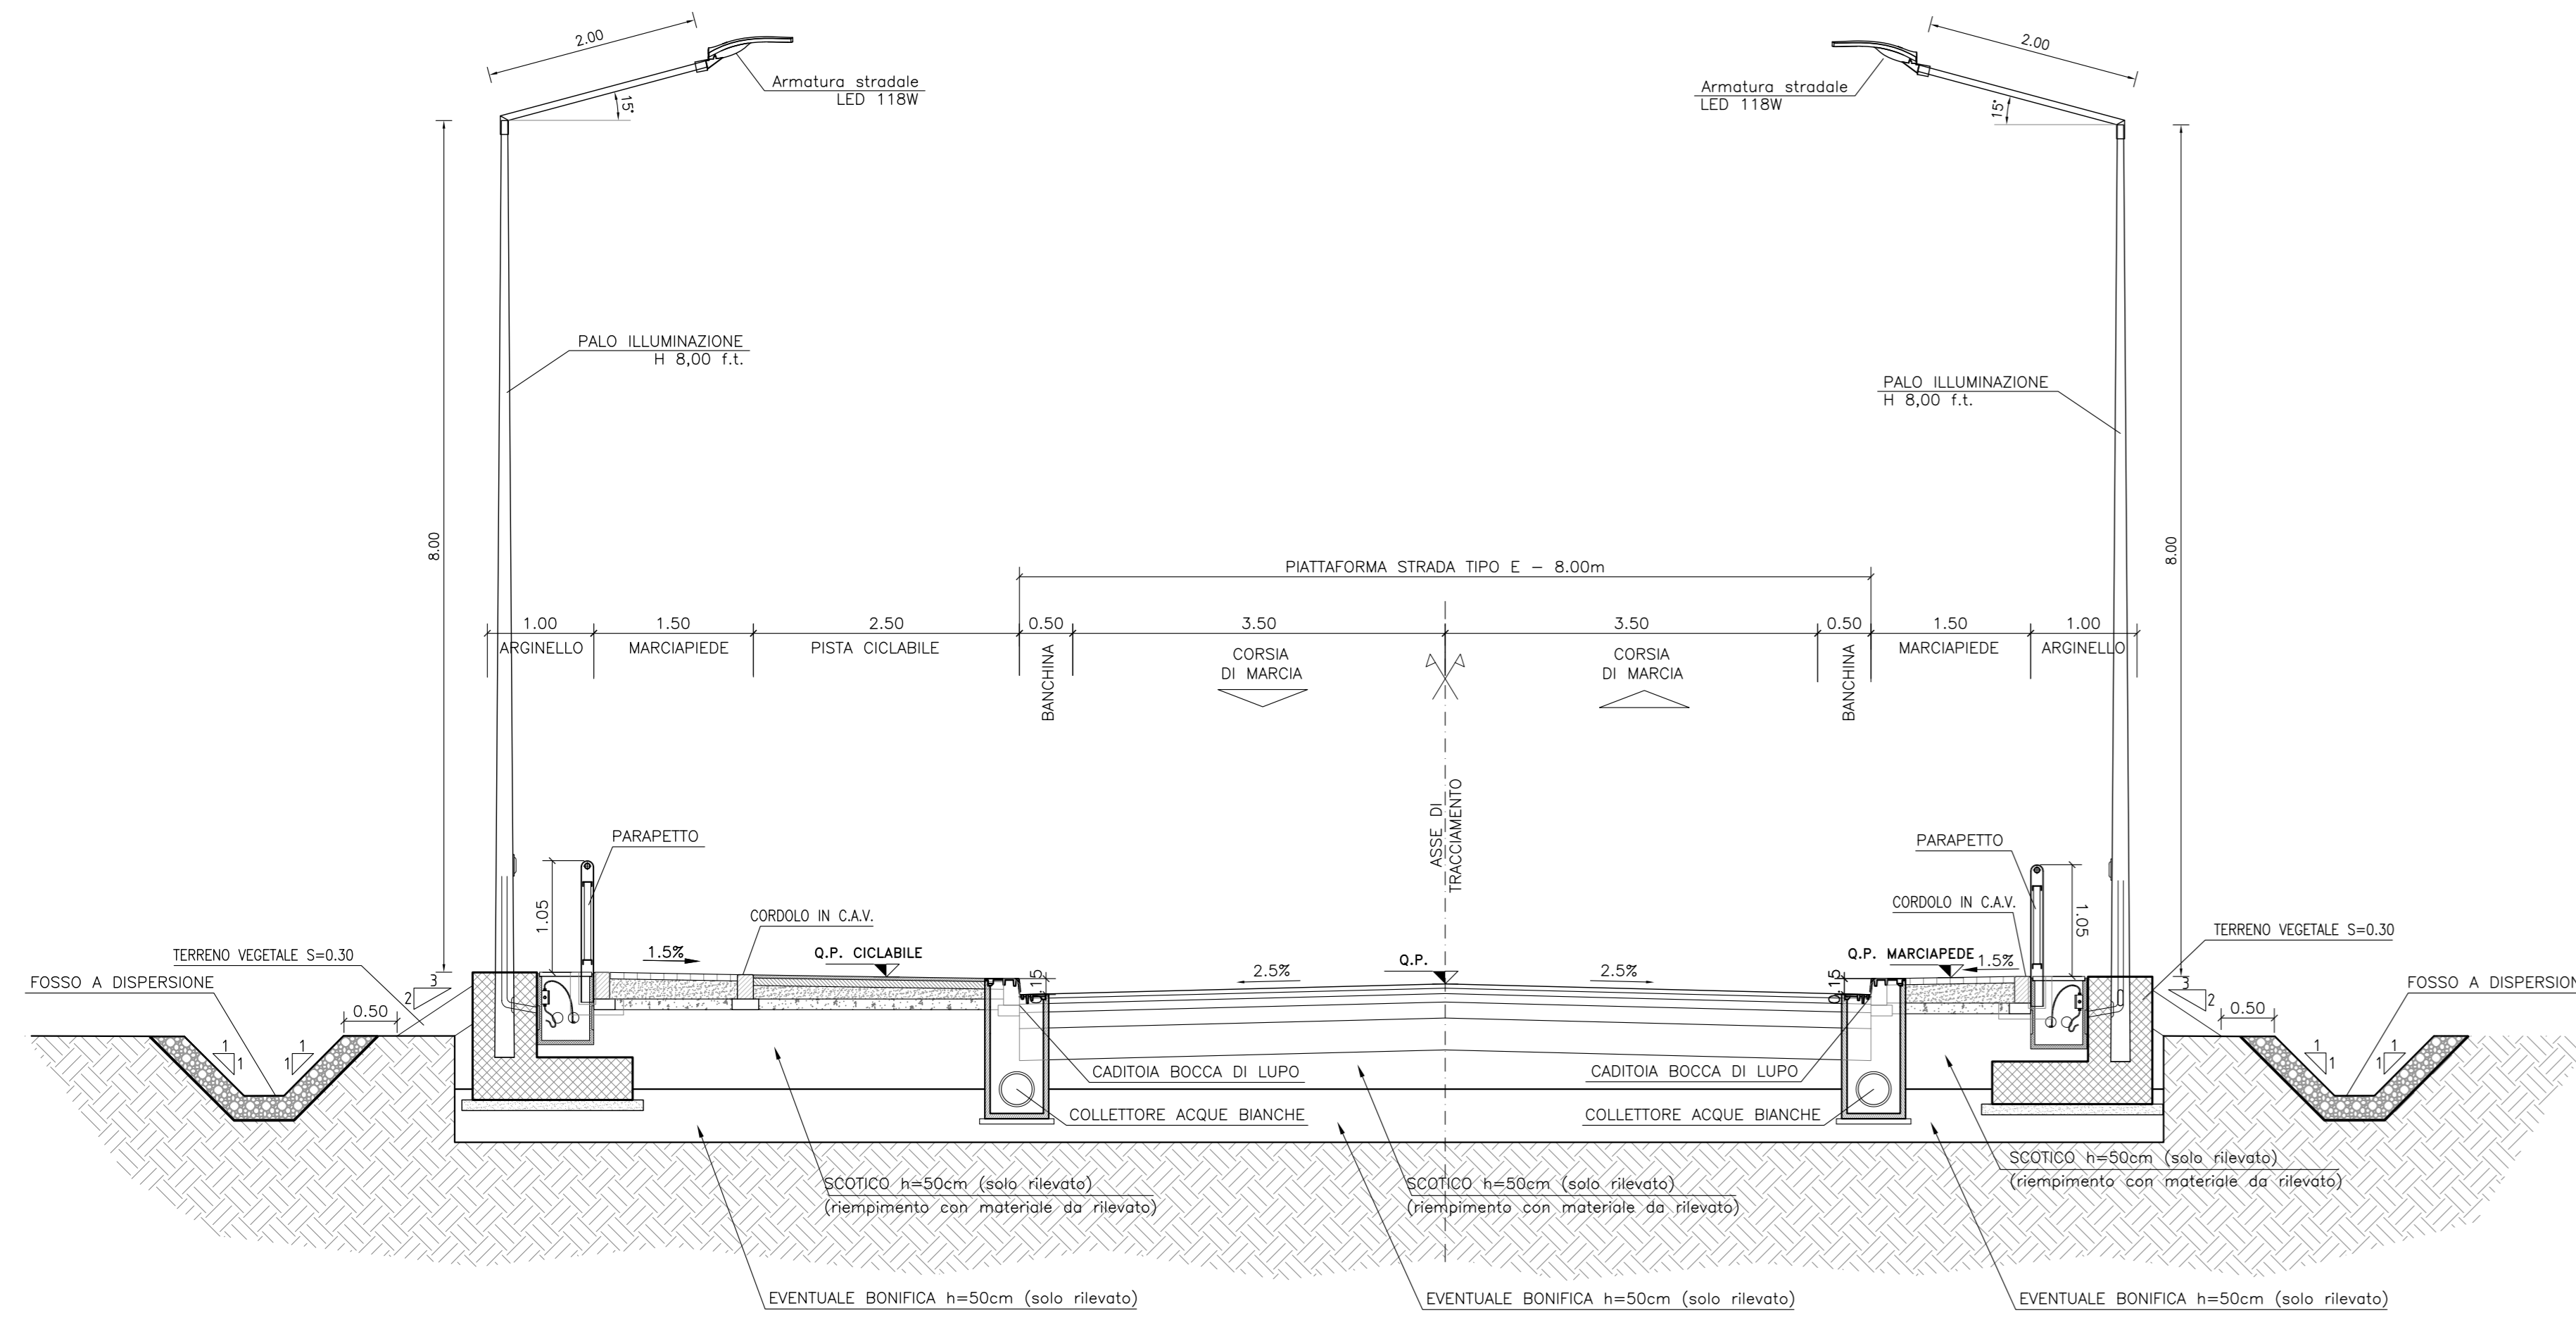 2.00
2.00
Armatura stradale
LED 118W
Armatura stradale
LED 118W
15°
15°
PALO ILLUMINAZIONE
H 8,00 f.t.
PALO ILLUMINAZIONE
H 8,00 f.t.
8.00
8.00
PIATTAFORMA STRADA TIPO E – 8.00m
1.00 1.50 2.50 0.50 3.50 3.50 0.50 1.50 1.00
ARGINELLO MARCIAPIEDE PISTA CICLABILE BANCHINA
CORSIA
DI MARCIA
CORSIA
DI MARCIA
BANCHINA MARCIAPIEDE ARGINELLO
ASSE DI
TRACCIAMENTO
PARAPETTO
PARAPETTO
1.05
1.05
CORDOLO IN C.A.V.
CORDOLO IN C.A.V.
TERRENO VEGETALE S=0.30
1.5%
Q.P. CICLABILE
Q.P.
Q.P. MARCIAPEDE
1.5%
TERRENO VEGETALE S=0.30
2.5%
2.5%
0.15
0.15
FOSSO A DISPERSIONE
FOSSO A DISPERSION
3
2
3
2
0.50
0.50
1
1
1
1
1
1
1
1
CADITOIA BOCCA DI LUPO
CADITOIA BOCCA DI LUPO
COLLETTORE ACQUE BIANCHE
COLLETTORE ACQUE BIANCHE
SCOTICO h=50cm (solo rilevato)
(riempimento con materiale da rilevato)
SCOTICO h=50cm (solo rilevato)
(riempimento con materiale da rilevato)
SCOTICO h=50cm (solo rilevato)
(riempimento con materiale da rilevato)
EVENTUALE BONIFICA h=50cm (solo rilevato)
EVENTUALE BONIFICA h=50cm (solo rilevato)
EVENTUALE BONIFICA h=50cm (solo rilevato)